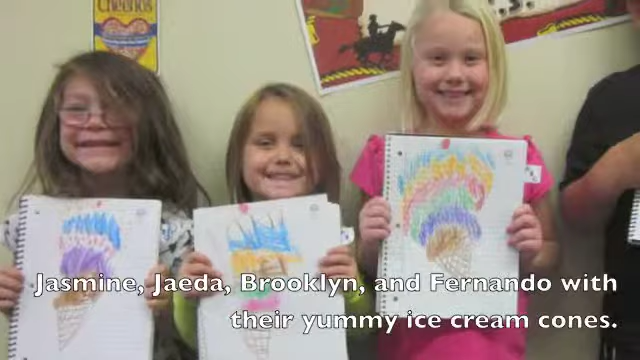 Cheerios
Jasmine, Jaeda, Brooklyn, and Fernando with
their yummy ice cream cones.